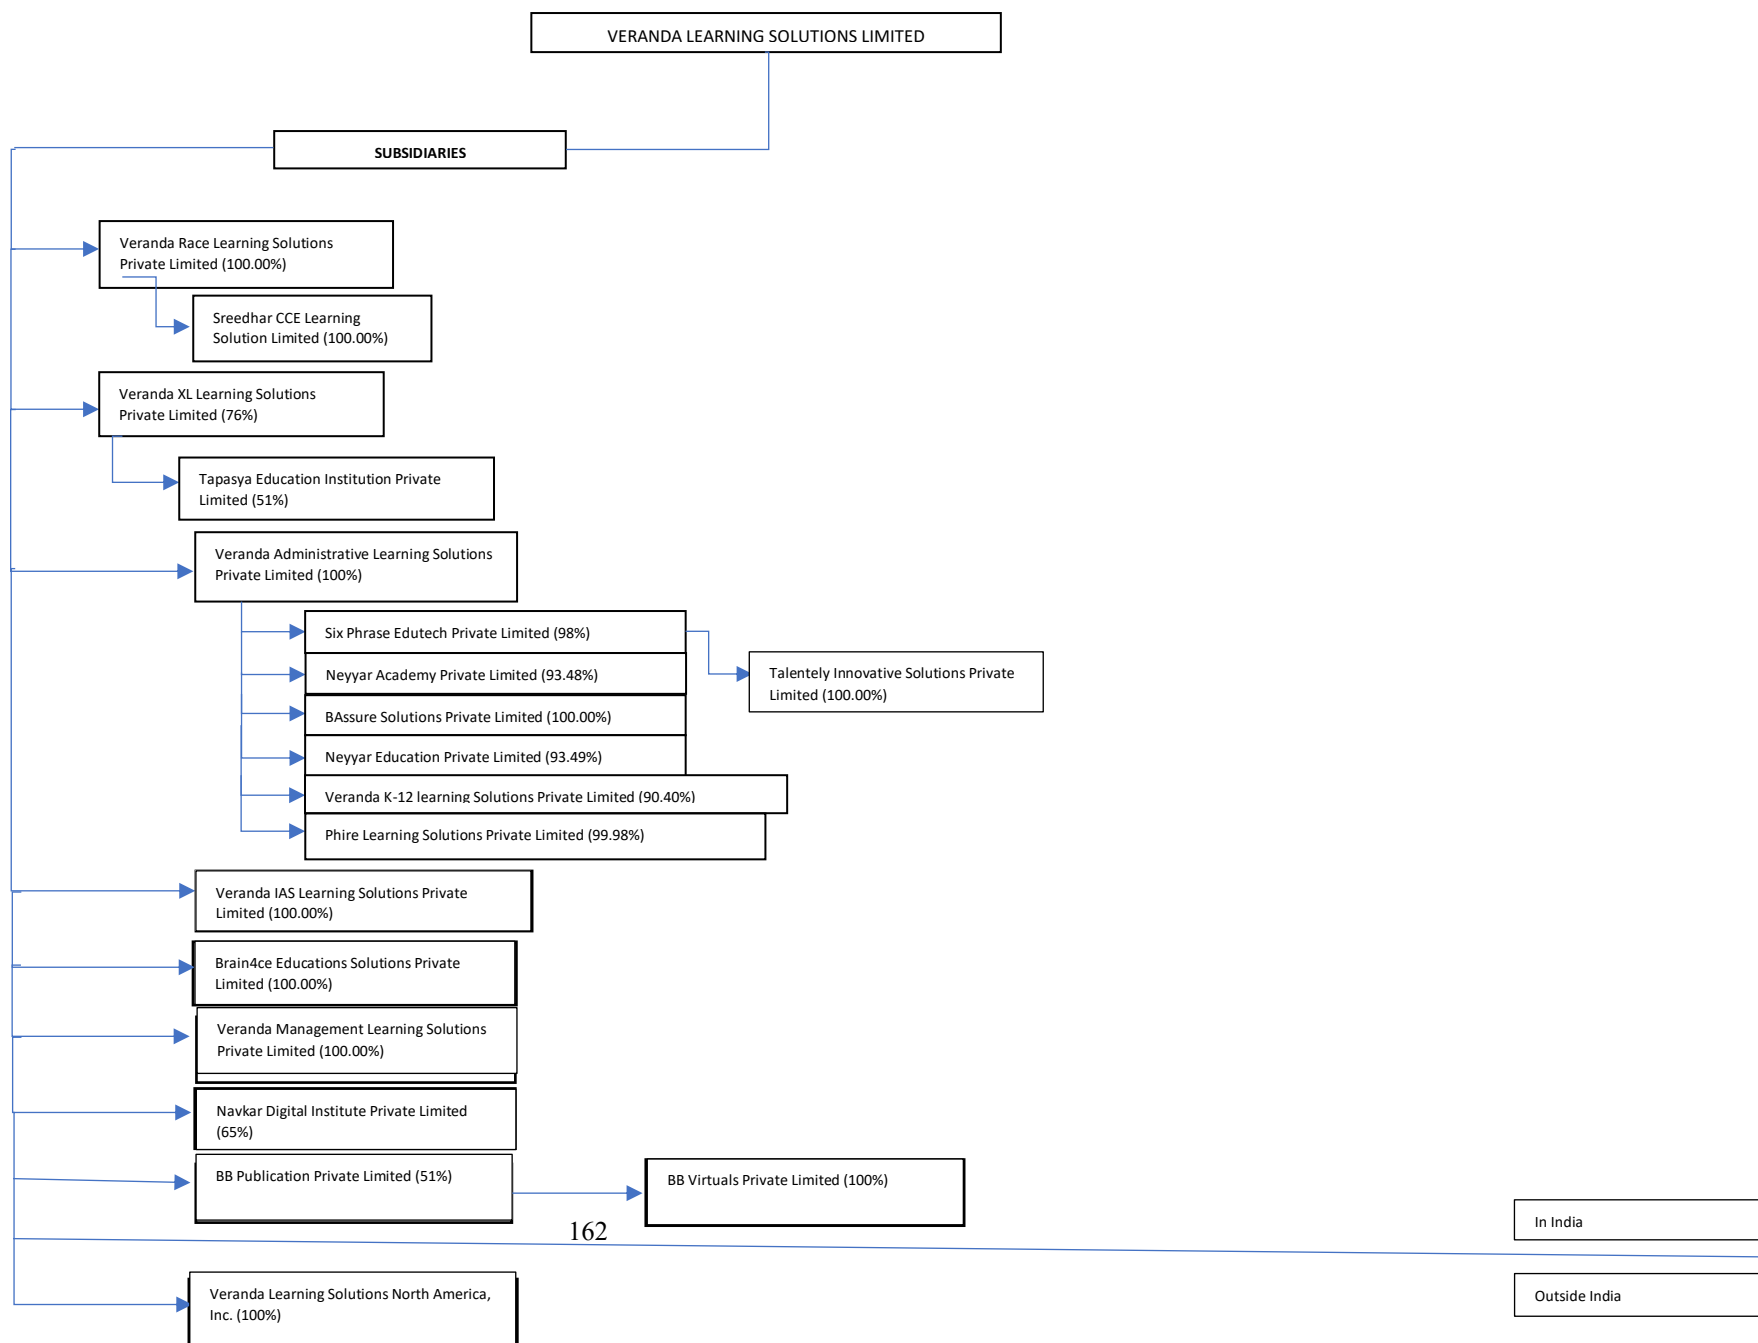 VERANDA LEARNING SOLUTIONS LIMITED
SUBSIDIARIES
Veranda Race Learning Solutions
Private Limited (100.00%)
Sreedhar CCE Learning
Solution Limited (100.00%)
Veranda XL Learning Solutions
Private Limited (76%)
Tapasya Education Institution Private
Limited (51%)
Veranda Administrative Learning Solutions
Private Limited (100%)
Six Phrase Edutech Private Limited (98%)
Neyyar Academy Private Limited (93.48%)
Talentely Innovative Solutions Private
Limited (100.00%)
BAssure Solutions Private Limited (100.00%)
Neyyar Education Private Limited (93.49%)
Veranda K-12 learning Solutions Private Limited (90.40%)
Phire Learning Solutions Private Limited (99.98%)
Veranda IAS Learning Solutions Private
Limited (100.00%)
Brain4ce Educations Solutions Private
Limited (100.00%)
Veranda Management Learning Solutions
Private Limited (100.00%)
Navkar Digital Institute Private Limited
(65%)
BB Publication Private Limited (51%)
BB Virtuals Private Limited (100%)
162
In India
Veranda Learning Solutions North America,
Inc. (100%)
Outside India